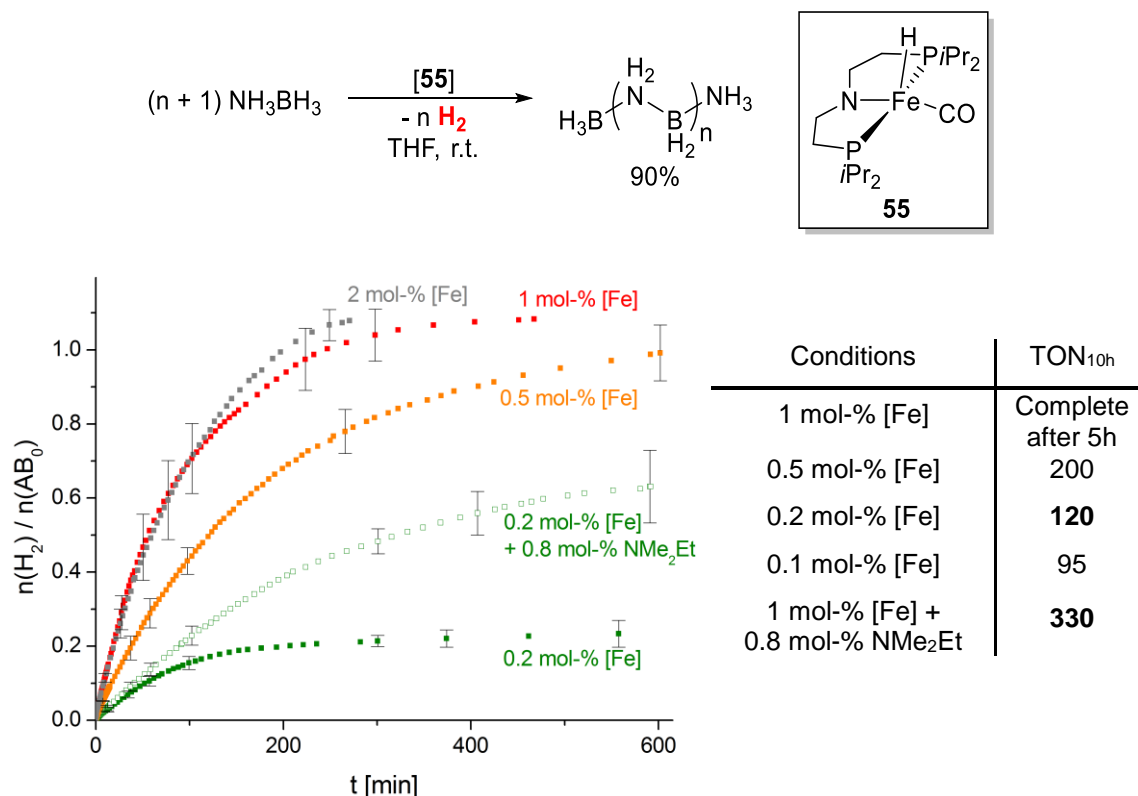 (n + 1) NH3BH3
[55]
- n H2
THF, r.t.
H3B
H2
N
B
H2
n
NH3
90%
H
PiPr2
N
Fe
CO
P
iPr2
55
n(H2) / n(AB0)
1.0
0.8
0.6
0.4
0.2
0.0
2 mol-% [Fe]
1 mol-% [Fe]
0.5 mol-% [Fe]
0.2 mol-% [Fe]
+ 0.8 mol-% NMe2Et
0.2 mol-% [Fe]
0
200
400
600
t [min]
Conditions TON10h
1 mol-% [Fe] Complete
after 5h
0.5 mol-% [Fe] 200
0.2 mol-% [Fe] 120
0.1 mol-% [Fe] 95
1 mol-% [Fe] +
0.8 mol-% NMe2Et 330